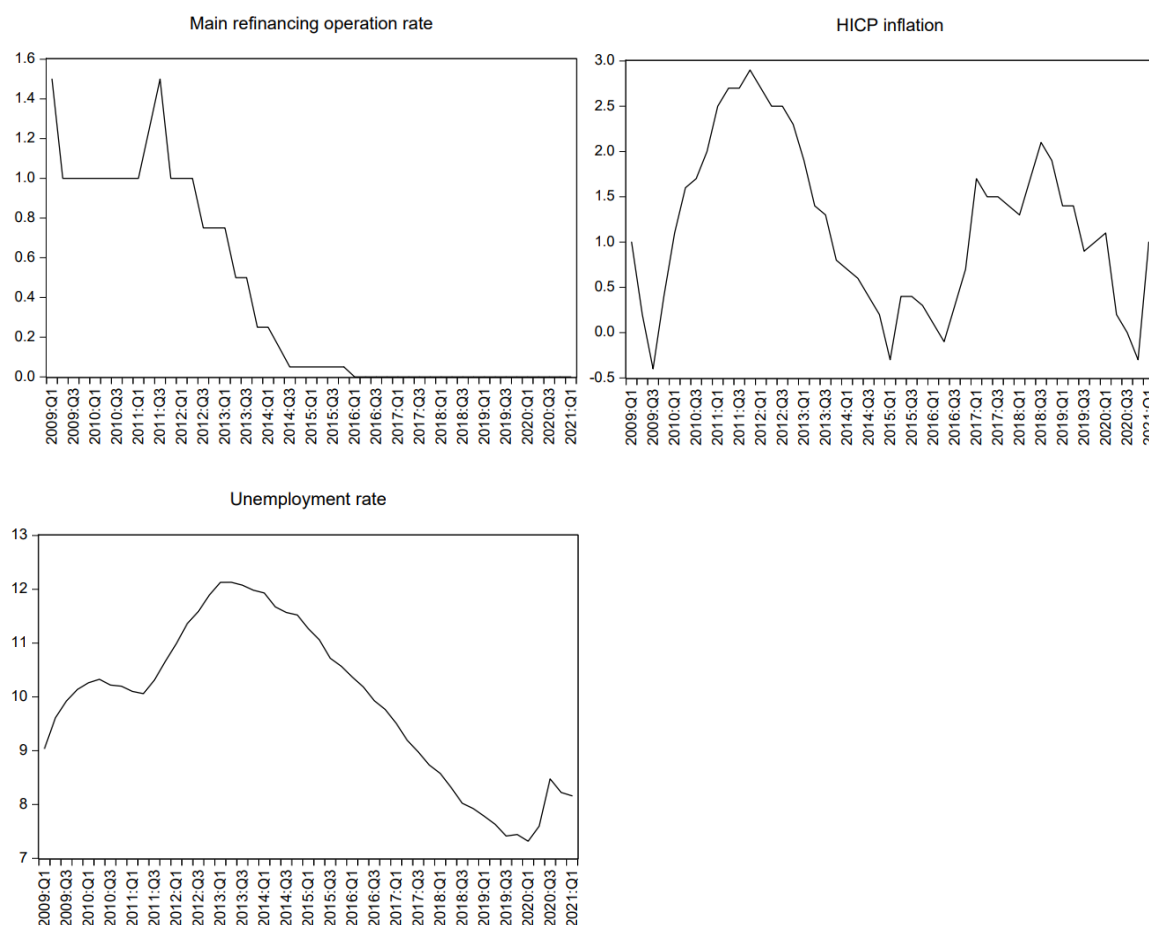 Main refinancing operation rate
1.6
1.4
1.2
1.0
0.8
0.6
0.4
0.2
0.0
2009:Q1
2009:Q3
2010:Q1
2010:Q3
2011:Q1
2011:Q3
2012:Q1
2012:Q3
2013:Q1
2013:Q3
2014:Q1
2014:Q3
2015:Q1
2015:Q3
2016:Q1
2016:Q3
2017:Q1
2017:Q3
2018:Q1
2018:Q3
2019:Q1
2019:Q3
2020:Q1
2020:Q3
2021:Q1
HICP inflation
3.0
2.5
2.0
1.5
1.0
0.5
0.0
-0.5
2009:Q1
2009:Q3
2010:Q1
2010:Q3
2011:Q1
2011:Q3
2012:Q1
2012:Q3
2013:Q1
2013:Q3
2014:Q1
2014:Q3
2015:Q1
2015:Q3
2016:Q1
2016:Q3
2017:Q1
2017:Q3
2018:Q1
2018:Q3
2019:Q1
2019:Q3
2020:Q1
2020:Q3
2021:Q1
Unemployment rate
13
12
11
10
9
8
7
2009:Q1
2009:Q3
2010:Q1
2010:Q3
2011:Q1
2011:Q3
2012:Q1
2012:Q3
2013:Q1
2013:Q3
2014:Q1
2014:Q3
2015:Q1
2015:Q3
2016:Q1
2016:Q3
2017:Q1
2017:Q3
2018:Q1
2018:Q3
2019:Q1
2019:Q3
2020:Q1
2020:Q3
2021:Q1